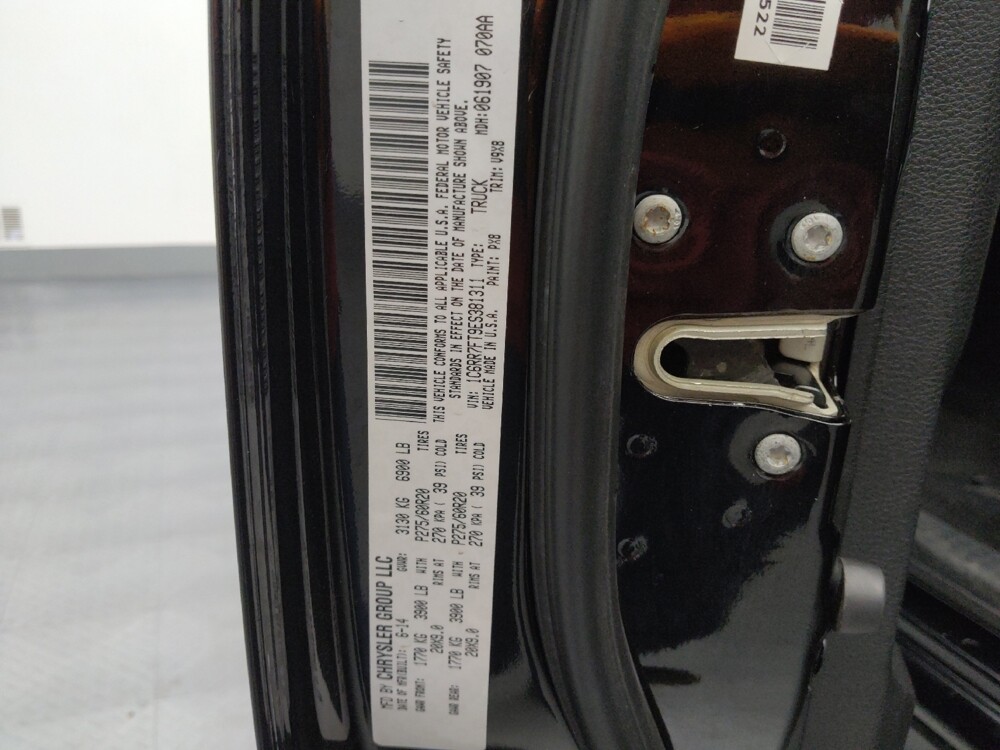 MFD BY CHRYSLER GROUP LLC
DATE OF MFR(BUILT): 6-14 GVWR: 3130 KG 6900 LB
GAWR FRONT: 1770 KG 3900 LB WITH P275/60R20 TIRES
20X9.0 RIMS AT 270 KPA ( 39 PSI) COLD
GAWR REAR: 1770 KG 3900 LB WITH P275/60R20 TIRES
20X9.0 RIMS AT 270 KPA ( 39 PSI) COLD
THIS VEHICLE CONFORMS TO ALL APPLICABLE U.S.A. FEDERAL MOTOR VEHICLE SAFETY
STANDARDS IN EFFECT ON THE DATE OF MANUFACTURE SHOWN ABOVE.
VIN: 1C6RR7FT9ES381311 TYPE: TRUCK MDH:061907 070AA
VEHICLE MADE IN U.S.A. PAINT: PX8 TRIM: V9X8
522